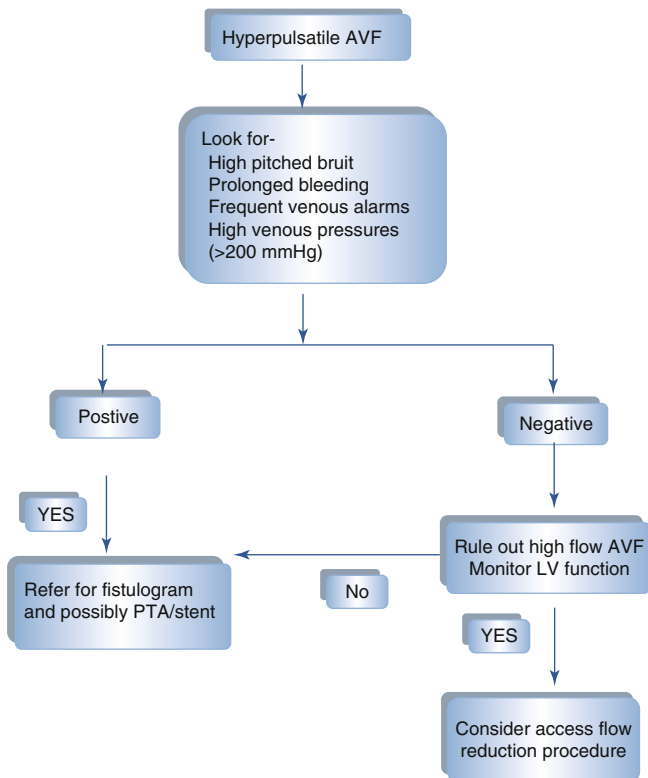 Hyperpulsatile AVF
Look for-
High pitched bruit
Prolonged bleeding
Frequent venous alarms
High venous pressures
(>200 mmHg)
Postive
Negative
YES
Rule out high flow AVF
Monitor LV function
Refer for fistulogram
and possibly PTA/stent
No
YES
Consider access flow
reduction procedure